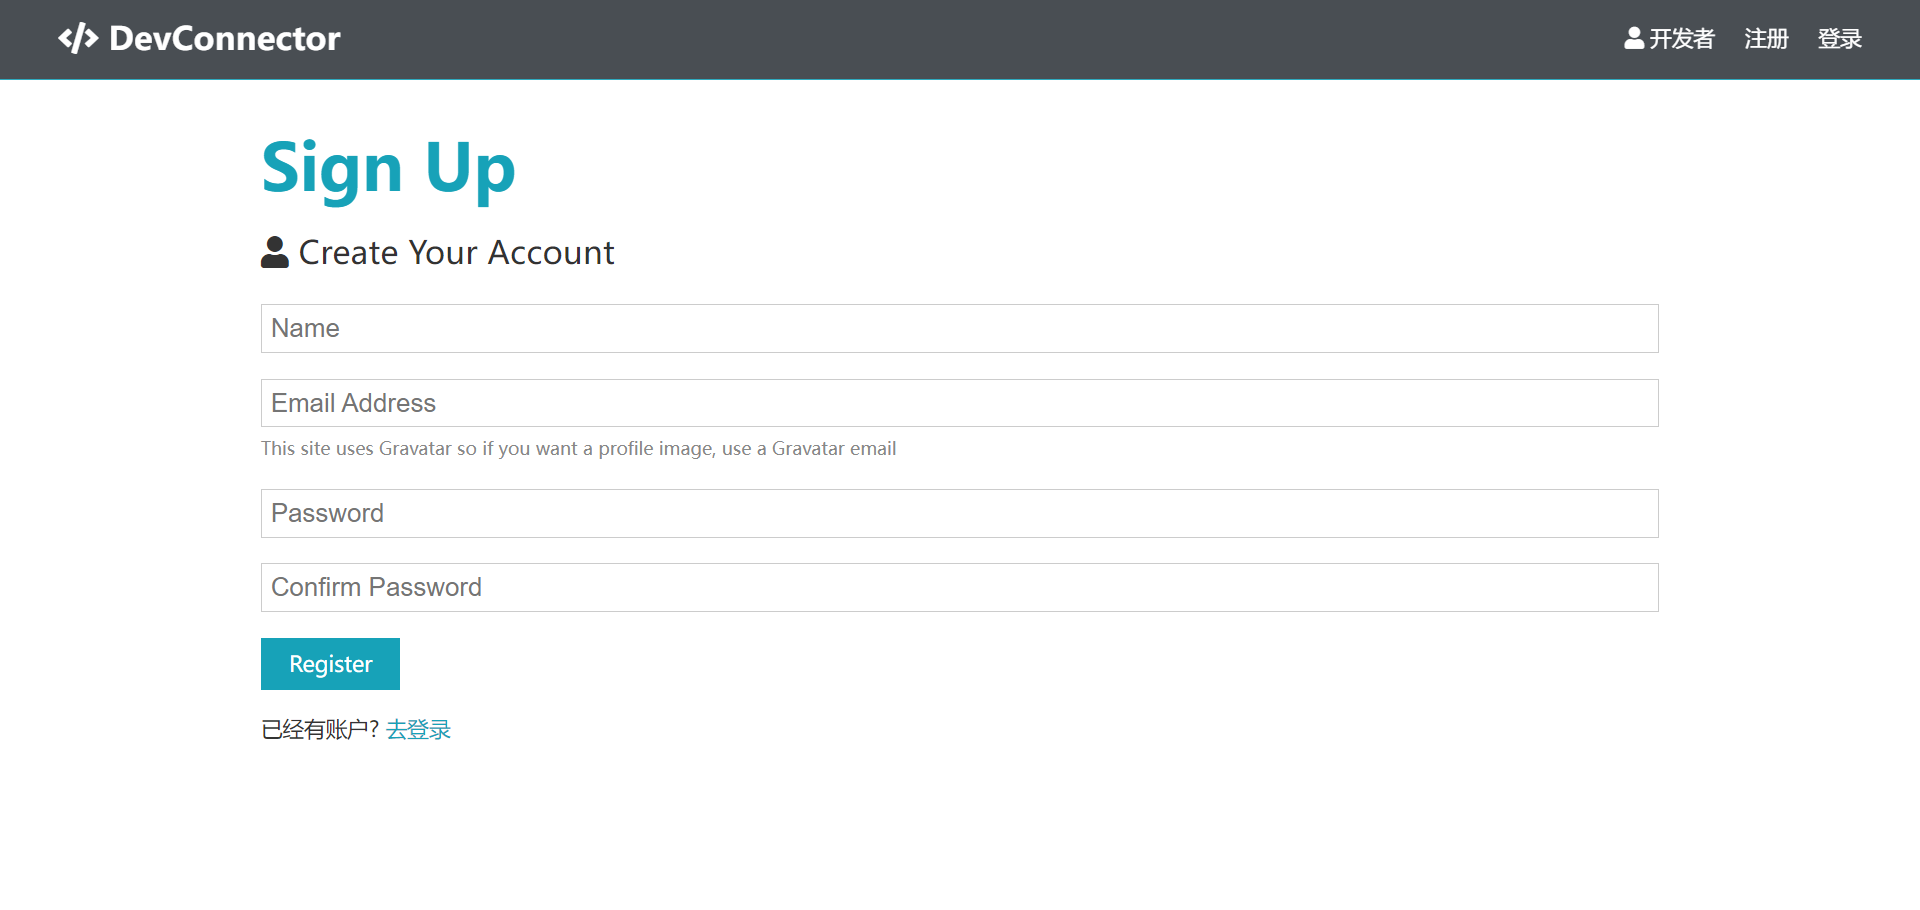 DevConnector
开发者 注册 登录
Sign Up
Create Your Account
Name
Email Address
This site uses Gravatar so if you want a profile image, use a Gravatar email
Password
Confirm Password
Register
已经有账户? 去登录